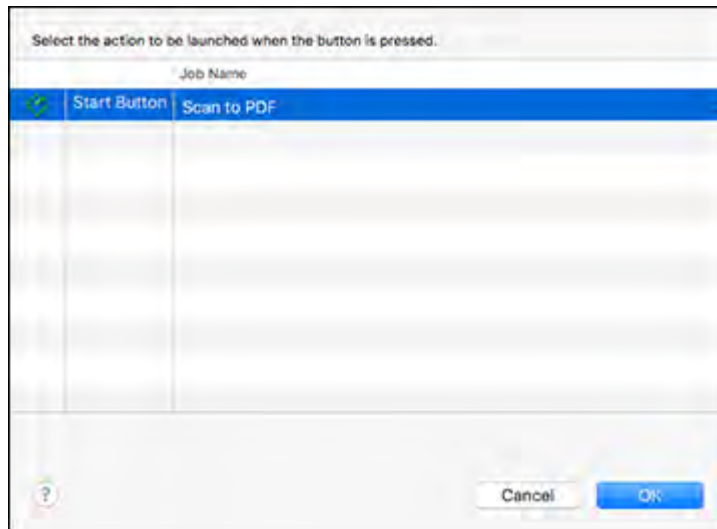 Select the action to be launched when the button is pressed.
Job Name
Start Button Scan to PDF
?
Cancel OK